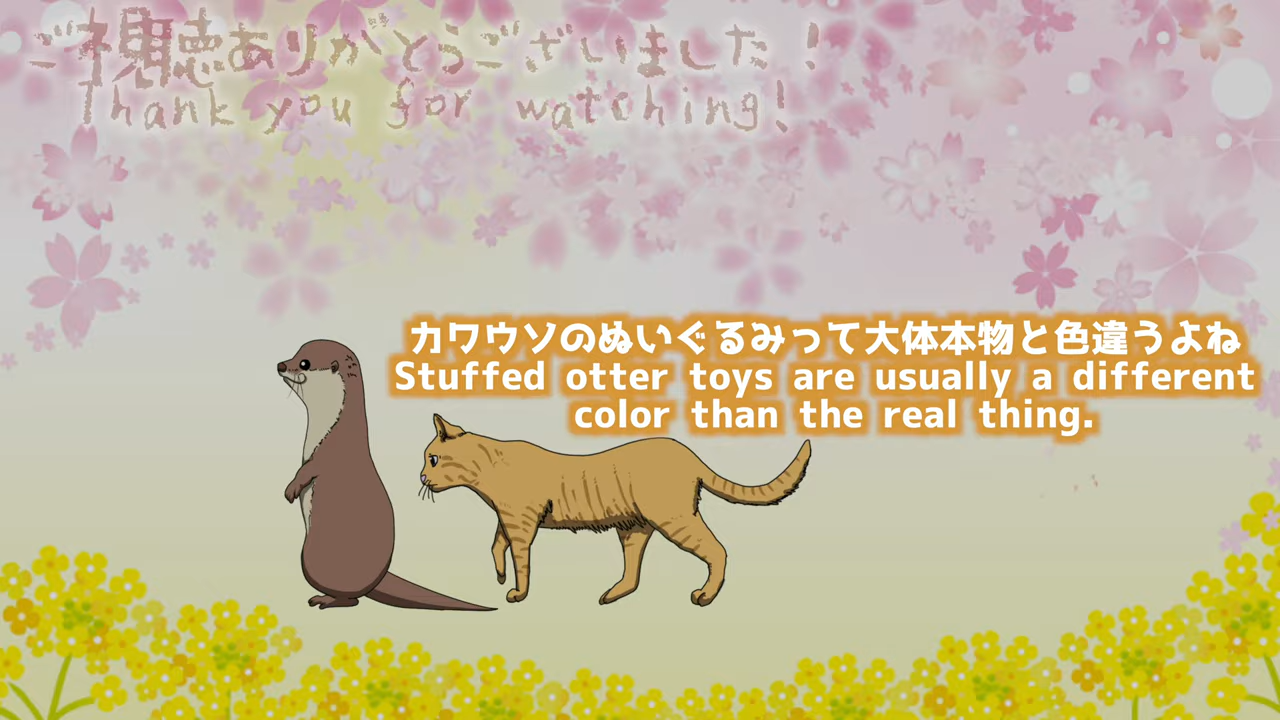 ご視聴ありがとうございました！
Thank you for watching!
カワウソのぬいぐるみって大体本物と色違うよね
Stuffed otter toys are usually a different
color than the real thing.